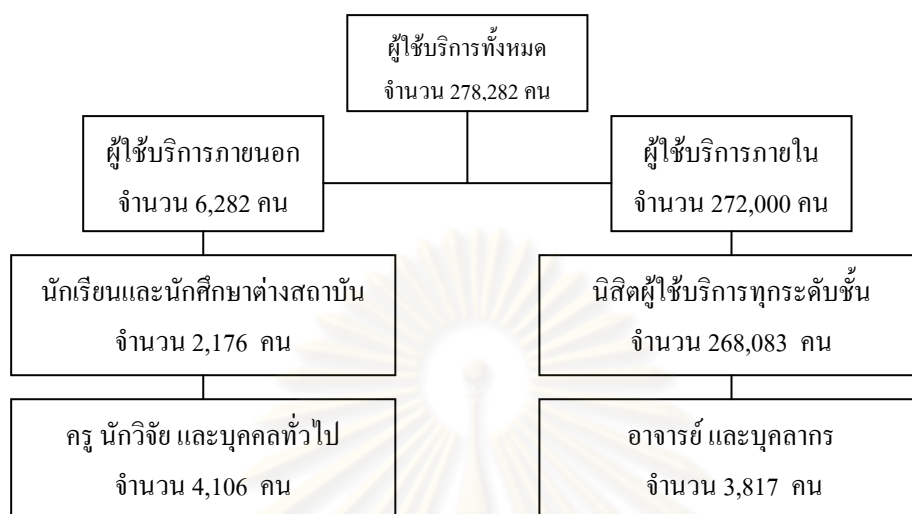 ผู้ใช้บริการทั้งหมด
จำนวน 278,282 คน
ผู้ใช้บริการภายนอก
จำนวน 6,282 คน
ผู้ใช้บริการภายใน
จำนวน 272,000 คน
นักเรียนและนักศึกษาต่างสถาบัน
จำนวน 2,176 คน
นิสิตผู้ใช้บริการทุกระดับชั้น
จำนวน 268,083 คน
ครู นักวิจัย และบุคคลทั่วไป
จำนวน 4,106 คน
อาจารย์ และบุคลากร
จำนวน 3,817 คน